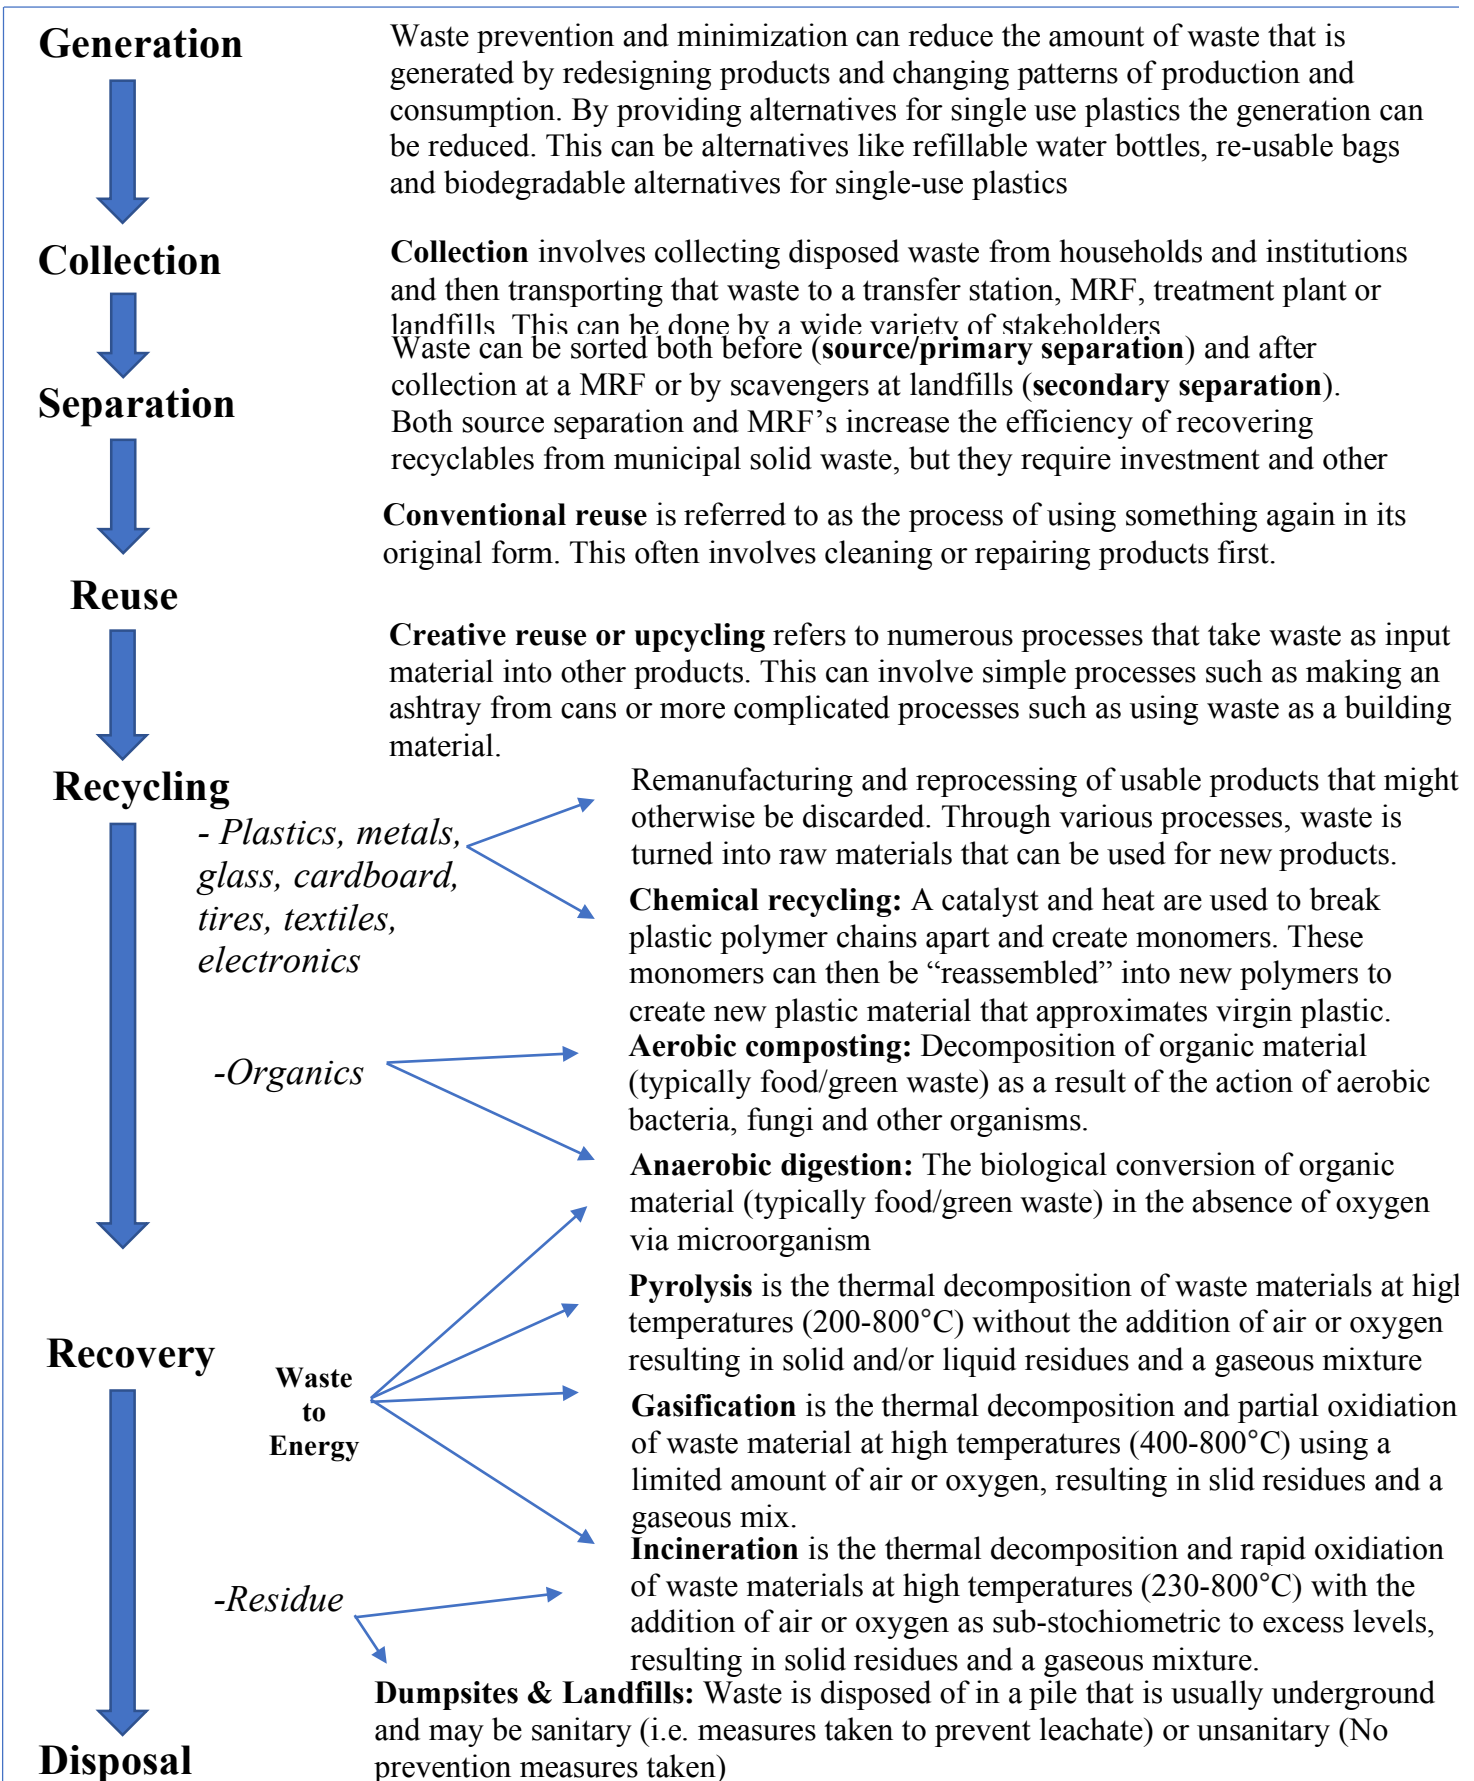 Generation
Waste prevention and minimization can reduce the amount of waste that is
generated by redesigning products and changing patterns of production and
consumption. By providing alternatives for single use plastics the generation can
be reduced. This can be alternatives like refillable water bottles, re-usable bags
and biodegradable alternatives for single-use plastics
Collection
Collection involves collecting disposed waste from households and institutions
and then transporting that waste to a transfer station, MRF, treatment plant or
landfills. This can be done by a wide variety of stakeholders
Separation
Waste can be sorted both before (source/primary separation) and after
collection at a MRF or by scavengers at landfills (secondary separation).
Both source separation and MRF's increase the efficiency of recovering
recyclables from municipal solid waste, but they require investment and other
Reuse
Conventional reuse is referred to as the process of using something again in its
original form. This often involves cleaning or repairing products first.
Creative reuse or upcycling refers to numerous processes that take waste as input
material into other products. This can involve simple processes such as making an
ashtray from cans or more complicated processes such as using waste as a building
material.
Recycling
- Plastics, metals,
glass, cardboard,
tires, textiles,
electronics
Remanufacturing and reprocessing of usable products that might
otherwise be discarded. Through various processes, waste is
turned into raw materials that can be used for new products.
Chemical recycling: A catalyst and heat are used to break
plastic polymer chains apart and create monomers. These
monomers can then be “reassembled” into new polymers to
create new plastic material that approximates virgin plastic.
-Organics
Aerobic composting: Decomposition of organic material
(typically food/green waste) as a result of the action of aerobic
bacteria, fungi and other organisms.
Anaerobic digestion: The biological conversion of organic
material (typically food/green waste) in the absence of oxygen
via microorganism
Recovery
Waste
to
Energy
Pyrolysis is the thermal decomposition of waste materials at high
temperatures (200-800°C) without the addition of air or oxygen
resulting in solid and/or liquid residues and a gaseous mixture
Gasification is the thermal decomposition and partial oxidiation
of waste material at high temperatures (400-800°C) using a
limited amount of air or oxygen, resulting in slid residues and a
gaseous mix.
Incineration is the thermal decomposition and rapid oxidiation
of waste materials at high temperatures (230-800°C) with the
addition of air or oxygen as sub-stochiometric to excess levels,
resulting in solid residues and a gaseous mixture.
-Residue
Disposal
Dumpsites & Landfills: Waste is disposed of in a pile that is usually underground
and may be sanitary (i.e. measures taken to prevent leachate) or unsanitary (No
prevention measures taken)